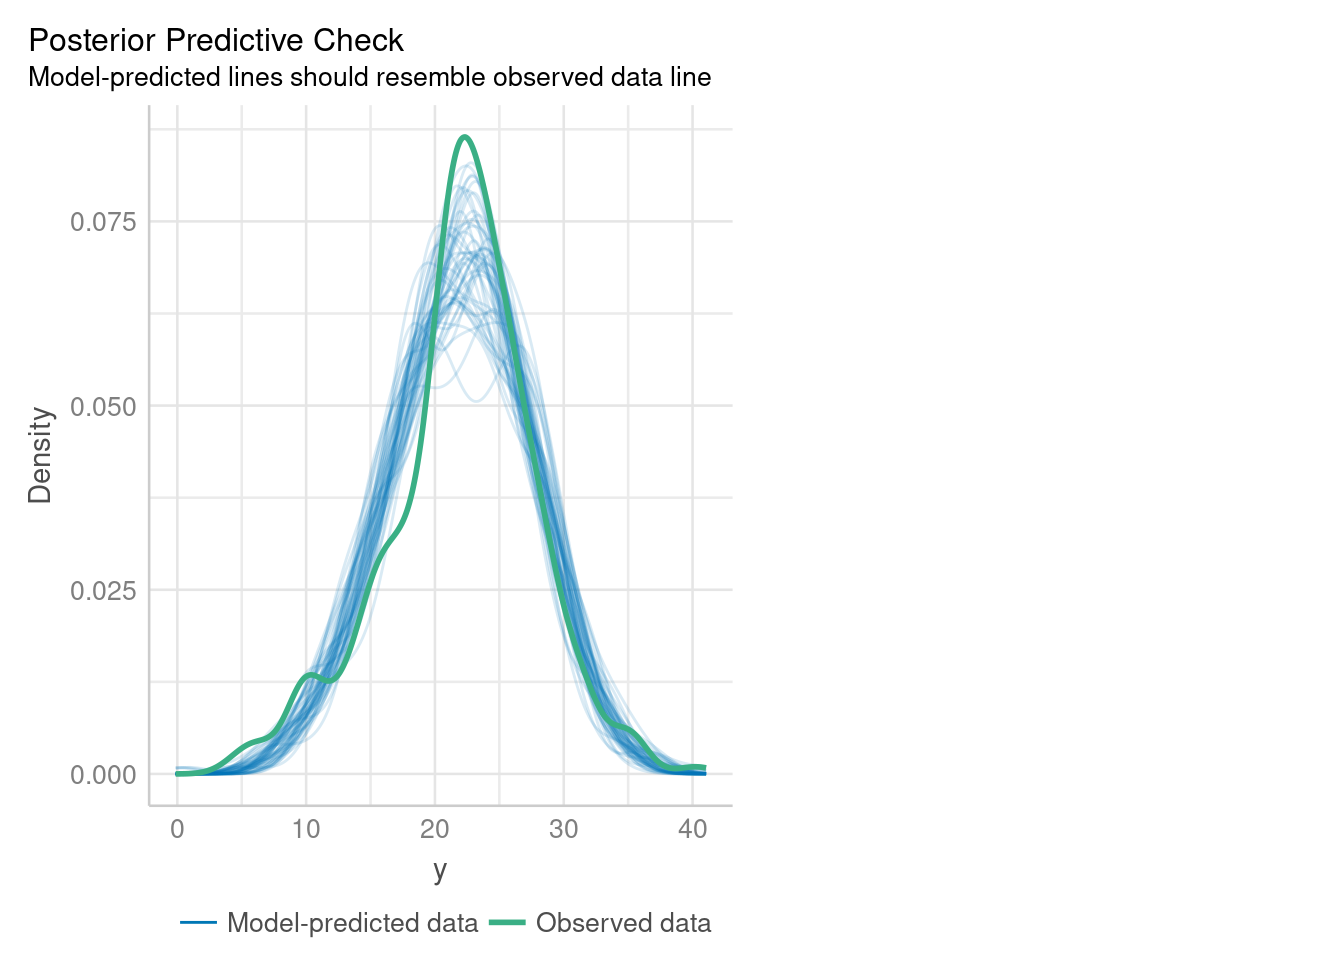 Posterior Predictive Check
Model-predicted lines should resemble observed data line
Density
0.075
0.050
0.025
0.000
0 10 20 30 40
y
Model-predicted data Observed data